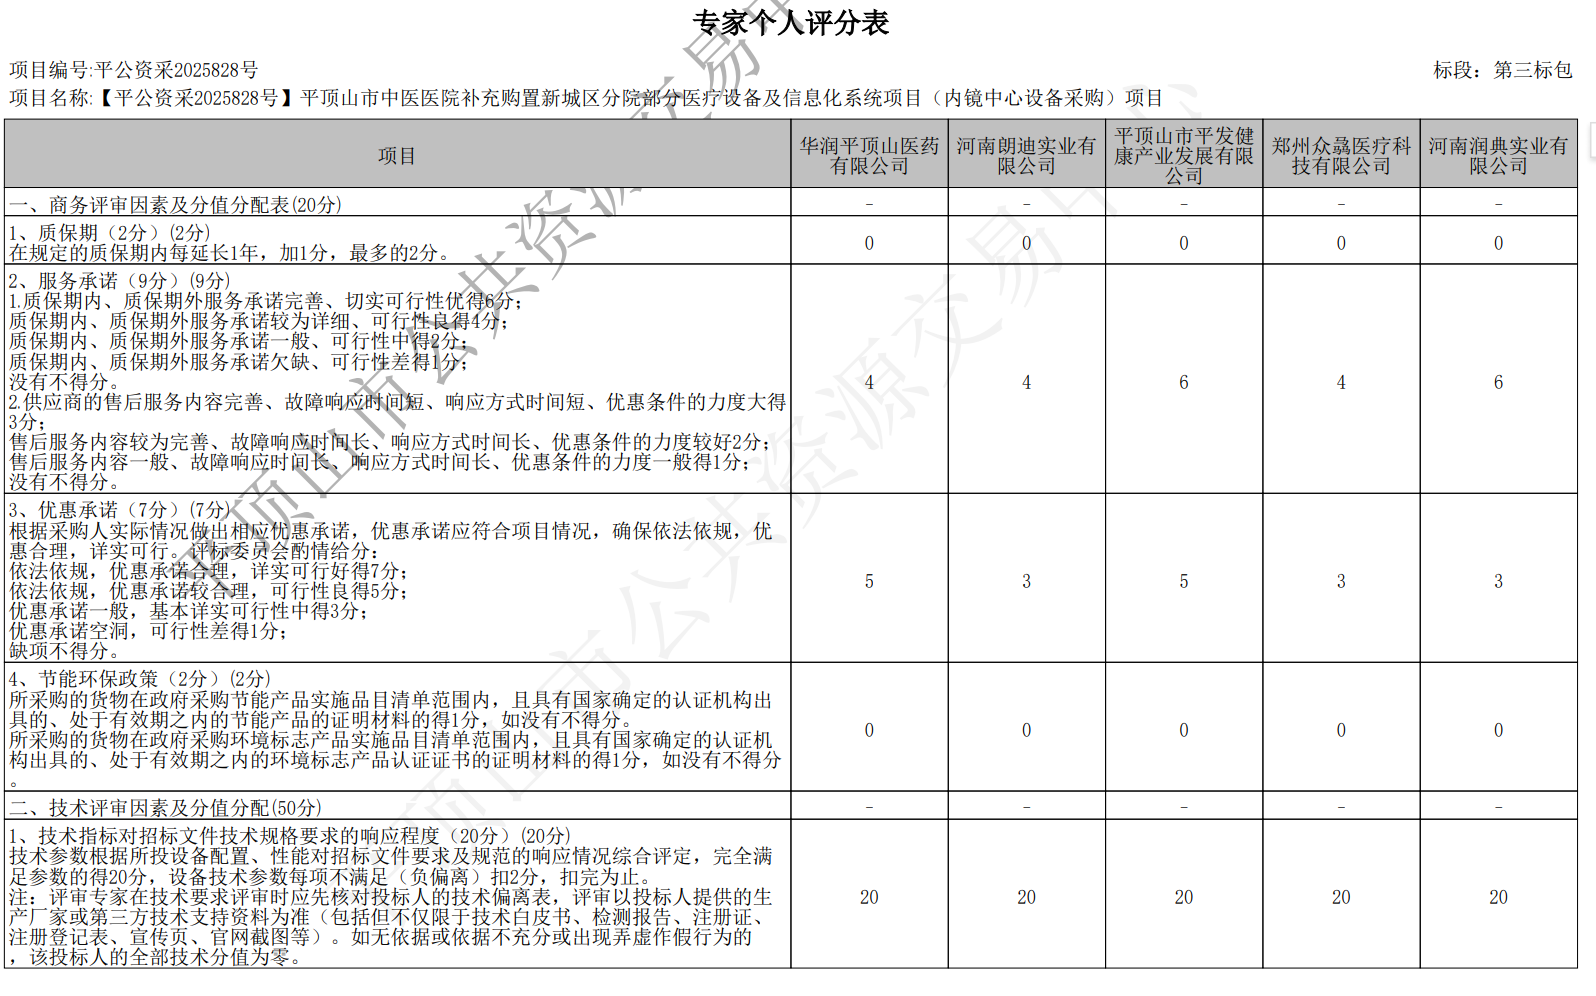 专家个人评分表
项目编号:平公资采2025828号 标段：第三标包
项目名称:【平公资采2025828号】平顶山市中医医院补充购置新城区分院部分医疗设备及信息化系统项目（内镜中心设备采购）项目
项目 华润平顶山医药有限公司 河南朗迪实业有限公司 平顶山市平发健康产业发展有限公司 郑州众骉医疗科技有限公司 河南润典实业有限公司
一、商务评审因素及分值分配表(20分) - - - - -
1、质保期（2分）(2分)
在规定的质保期内每延长1年，加1分，最多的2分。
0 0 0 0 0
2、服务承诺（9分）(9分)
1.质保期内、质保期外服务承诺完善、切实可行性优得6分；
质保期内、质保期外服务承诺较为详细、可行性良得4分；
质保期内、质保期外服务承诺一般、可行性中得2分；
质保期内、质保期外服务承诺欠缺、可行性差得1分；
没有不得分。
2.供应商的售后服务内容完善、故障响应时间短、响应方式时间短、优惠条件的力度大得
3分；
售后服务内容较为完善、故障响应时间长、响应方式时间长、优惠条件的力度较好2分；
售后服务内容一般、故障响应时间长、响应方式时间长、优惠条件的力度一般得1分；
没有不得分。
4 4 6 4 6
3、优惠承诺（7分）(7分)
根据采购人实际情况做出相应优惠承诺，优惠承诺应符合项目情况，确保依法依规，优
惠合理，详实可行。评标委员会酌情给分：
依法依规，优惠承诺合理，详实可行好得7分；
依法依规，优惠承诺较合理，可行性良得5分；
优惠承诺一般，基本详实可行性中得3分；
优惠承诺空洞，可行性差得1分；
缺项不得分。
5 3 5 3 3
4、节能环保政策（2分）(2分)
所采购的货物在政府采购节能产品实施品目清单范围内，且具有国家确定的认证机构出
具的、处于有效期之内的节能产品的证明材料的得1分，如没有不得分。
所采购的货物在政府采购环境标志产品实施品目清单范围内，且具有国家确定的认证机
构出具的、处于有效期之内的环境标志产品认证证书的证明材料的得1分，如没有不得分
。
0 0 0 0 0
二、技术评审因素及分值分配(50分) - - - - -
1、技术指标对招标文件技术规格要求的响应程度（20分）(20分)
技术参数根据所投设备配置、性能对招标文件要求及规范的响应情况综合评定，完全满
足参数的得20分，设备技术参数每项不满足（负偏离）扣2分，扣完为止。
注：评审专家在技术要求评审时应先核对投标人的技术偏离表，评审以投标人提供的生
产厂家或第三方技术支持资料为准（包括但不仅限于技术白皮书、检测报告、注册证、
注册登记表、宣传页、官网截图等）。如无依据或依据不充分或出现弄虚作假行为的
，该投标人的全部技术分值为零。
20 20 20 20 20
平顶山市公共资源交易中
平顶山市公共资源交易中心